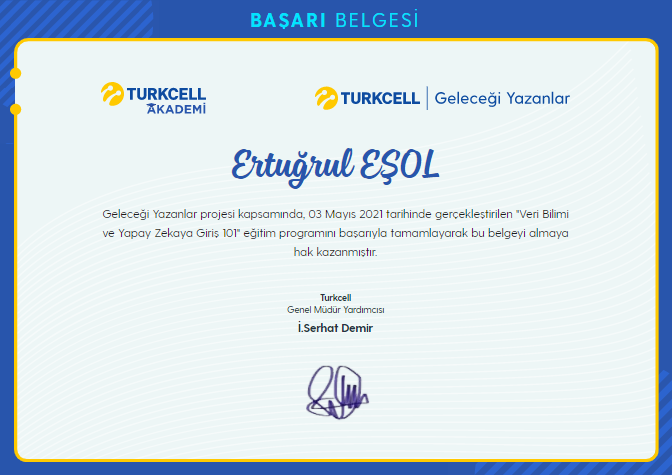 BAŞARI BELGESİ
TURKCELL
AKADEMİ
TURKCELL | Geleceği Yazanlar
Ertuğrul EŞOL
Geleceği Yazanlar projesi kapsamında, 03 Mayıs 2021 tarihinde gerçekleştirilen "Veri Bilimi
ve Yapay Zekaya Giriş 101" eğitim programını başarıyla tamamlayarak bu belgeyi almaya
hak kazanmıştır.
Turkcell
Genel Müdür Yardımcısı
İ.Serhat Demir